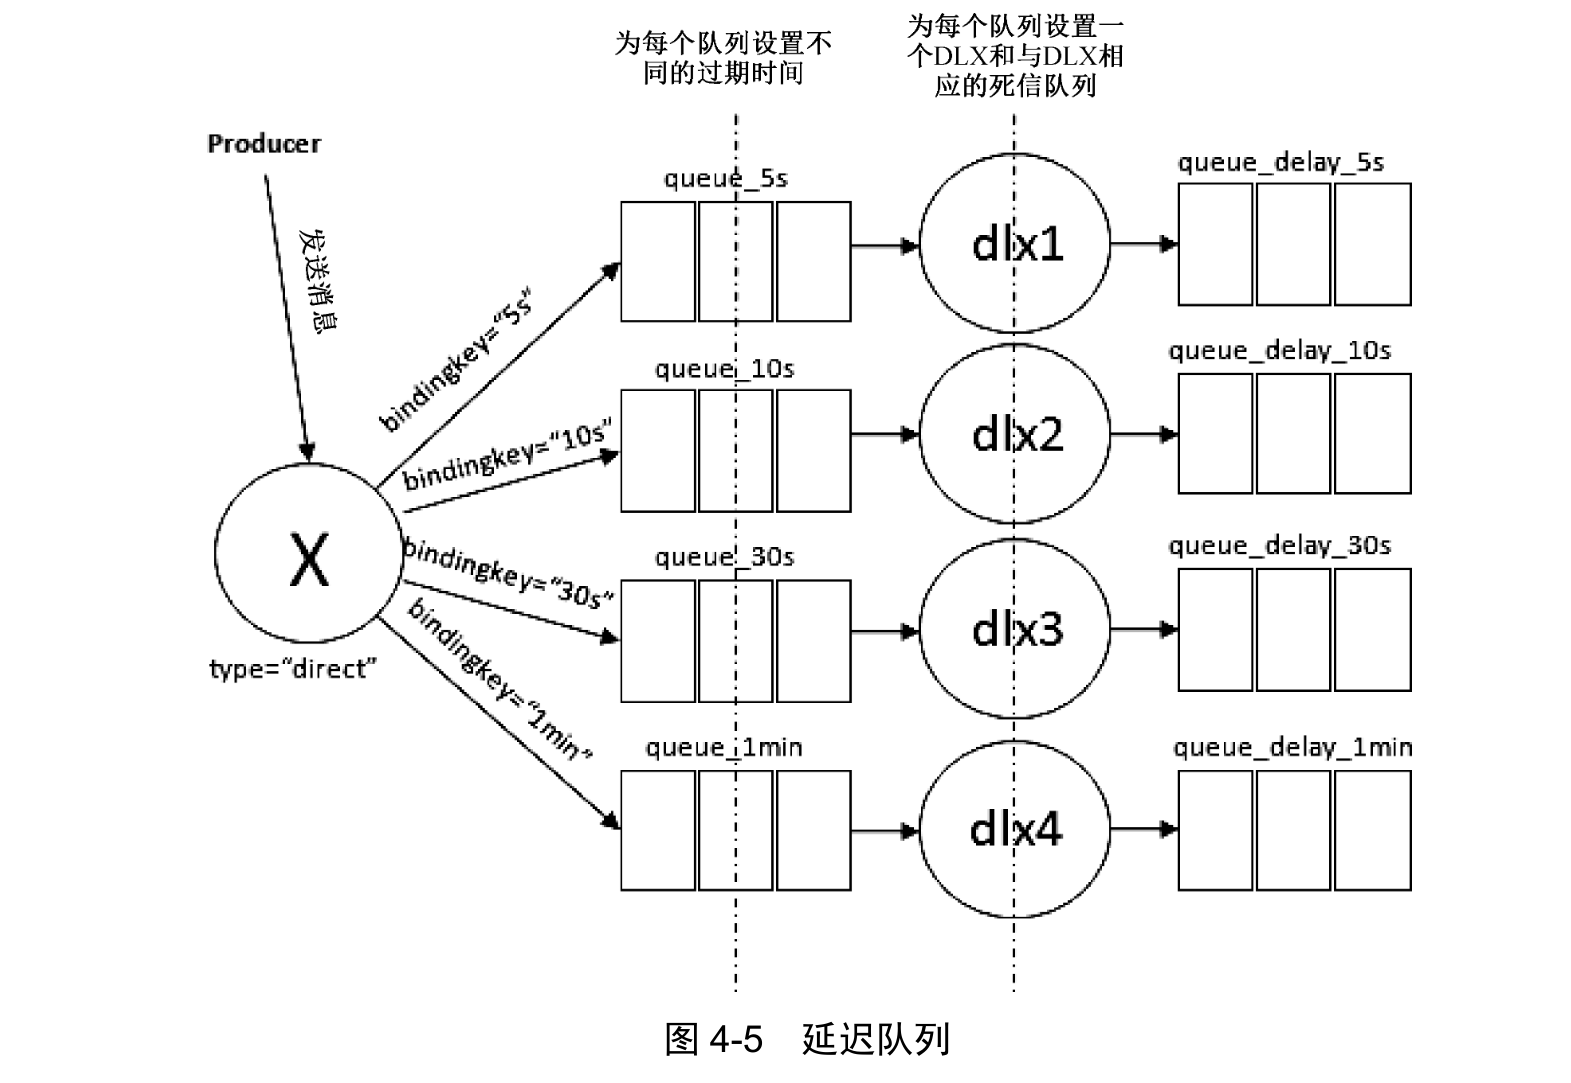 为每个队列设置不
同的过期时间
为每个队列设置一
个DLX和与DLX相
应的死信队列
Producer
发送消息
X
type=“direct”
bindingkey=“5s”
bindingkey=“10s”
bindingkey=“30s”
bindingkey=“1min”
queue_5s
dlx1
queue_delay_5s
queue_10s
dlx2
queue_delay_10s
queue_30s
dlx3
queue_delay_30s
queue_1min
dlx4
queue_delay_1min
图 4-5 延迟队列